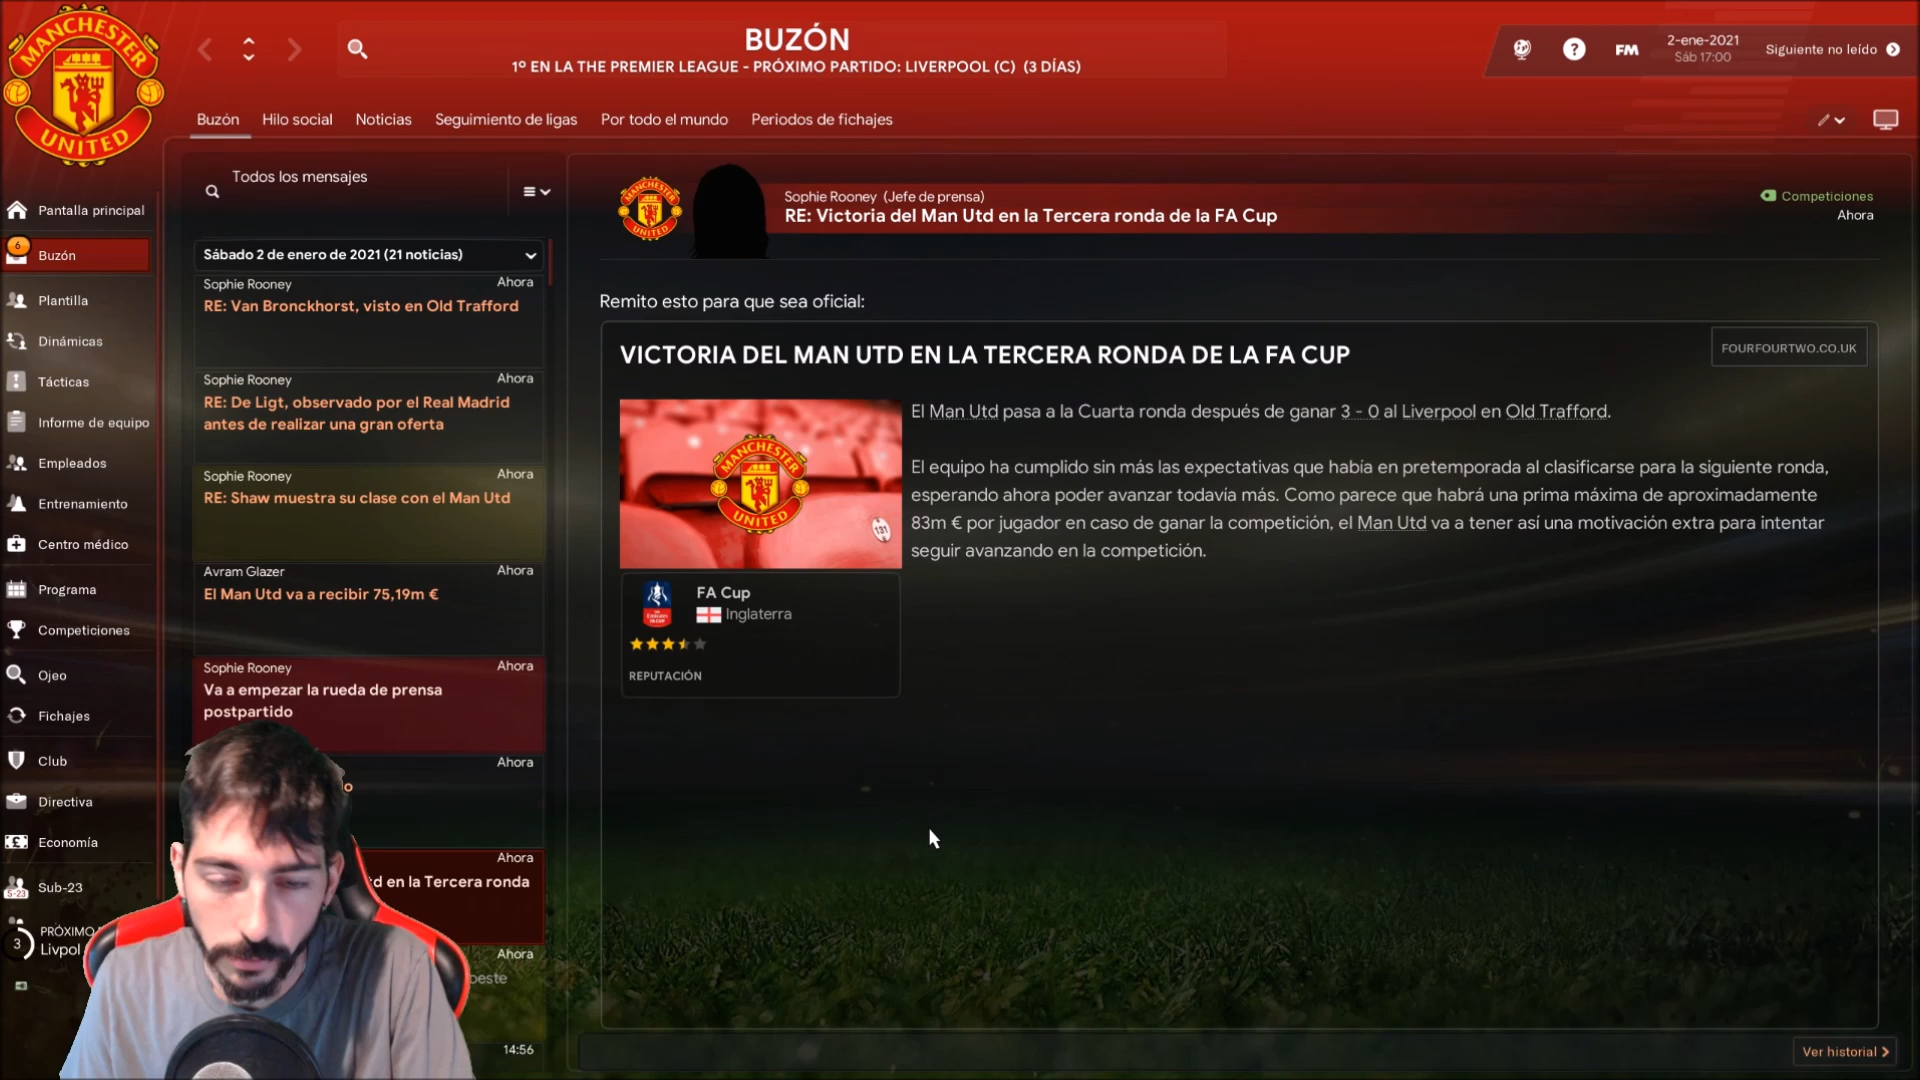 MANCHESTER
UNITED
BUZÓN
1º EN LA THE PREMIER LEAGUE - PRÓXIMO PARTIDO: LIVERPOOL (C) (3 DÍAS)
?
FM
2-ene-2021
Sáb 17:00
Siguiente no leído
Buzón
Hilo social
Noticias
Seguimiento de ligas
Por todo el mundo
Periodos de fichajes
Pantalla principal
6
Buzón
Plantilla
Dinámicas
Tácticas
Informe de equipo
Empleados
Entrenamiento
Centro médico
Programa
Competiciones
Ojeo
Fichajes
Club
Directiva
Economía
S-23
Sub-23
PRÓXIMO
3
Livpol
Todos los mensajes
Sábado 2 de enero de 2021 (21 noticias)
Sophie Rooney
Ahora
RE: Van Bronckhorst, visto en Old Trafford
Sophie Rooney
Ahora
RE: De Ligt, observado por el Real Madrid
antes de realizar una gran oferta
Sophie Rooney
Ahora
RE: Shaw muestra su clase con el Man Utd
Avram Glazer
Ahora
El Man Utd va a recibir 75,19m €
Sophie Rooney
Ahora
Va a empezar la rueda de prensa
postpartido
Ahora
o
Ahora
d en la Tercera ronda
Ahora
oeste
14:56
MANCHESTER
UNITED
Sophie Rooney (Jefe de prensa)
RE: Victoria del Man Utd en la Tercera ronda de la FA Cup
Competiciones
Ahora
Remito esto para que sea oficial:
VICTORIA DEL MAN UTD EN LA TERCERA RONDA DE LA FA CUP
FOURFOURTWO.CO.UK
MANCHESTER
UNITED
131
El Man Utd pasa a la Cuarta ronda después de ganar 3 - 0 al Liverpool en Old Trafford.
El equipo ha cumplido sin más las expectativas que había en pretemporada al clasificarse para la siguiente ronda,
esperando ahora poder avanzar todavía más. Como parece que habrá una prima máxima de aproximadamente
83m € por jugador en caso de ganar la competición, el Man Utd va a tener así una motivación extra para intentar
seguir avanzando en la competición.
FA Cup
Inglaterra
REPUTACIÓN
Ver historial